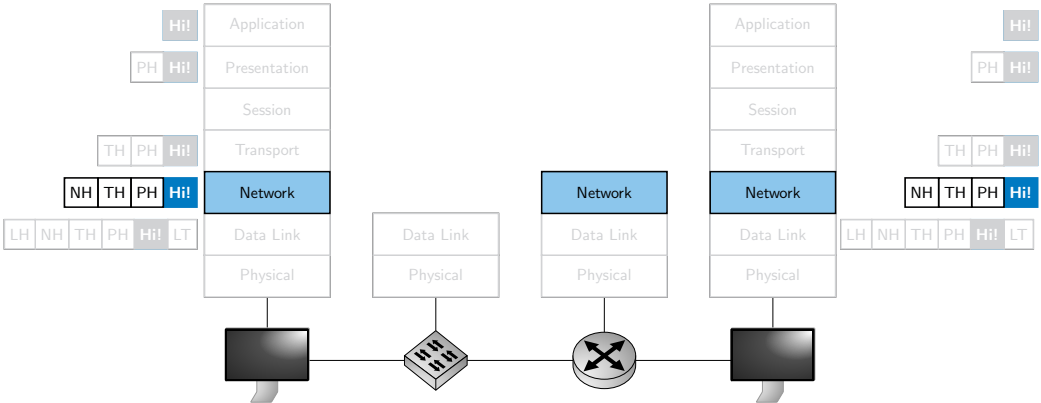 Hi! Application Application Hi!
PH Hi! Presentation Presentation PH Hi!
Session Session
TH PH Hi! Transport Transport TH PH Hi!
NH TH PH Hi! Network Network Network NH TH PH Hi!
LH NH TH PH Hi! LT Data Link Data Link Data Link Data Link LH NH TH PH Hi! LT
Physical Physical Physical Physical